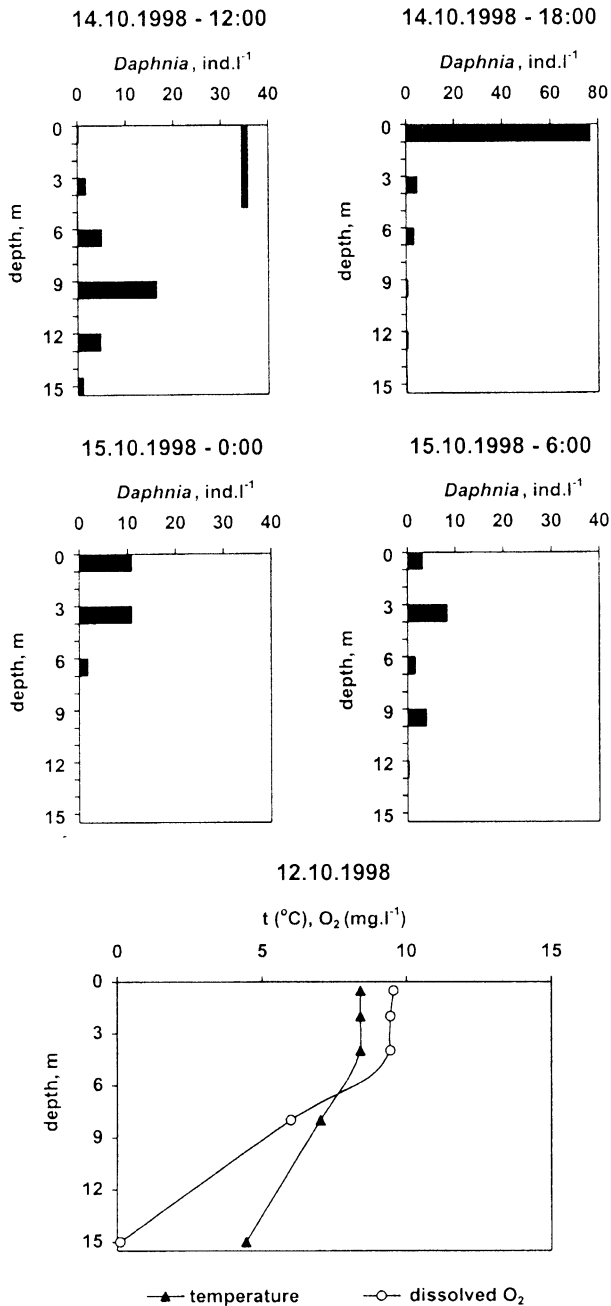 14.10.1998 - 12:00
Daphnia, ind.l⁻¹
0 10 20 30 40
0
3
6
9
12
15
depth, m
14.10.1998 - 18:00
Daphnia, ind.l⁻¹
0 20 40 60 80
0
3
6
9
12
15
depth, m
15.10.1998 - 0:00
Daphnia, ind.l⁻¹
0 10 20 30 40
0
3
6
9
12
15
depth, m
15.10.1998 - 6:00
Daphnia, ind.l⁻¹
0 10 20 30 40
0
3
6
9
12
15
depth, m
12.10.1998
t (°C), O₂ (mg.l⁻¹)
0 5 10 15
0
3
6
9
12
15
depth, m
temperature
dissolved O₂